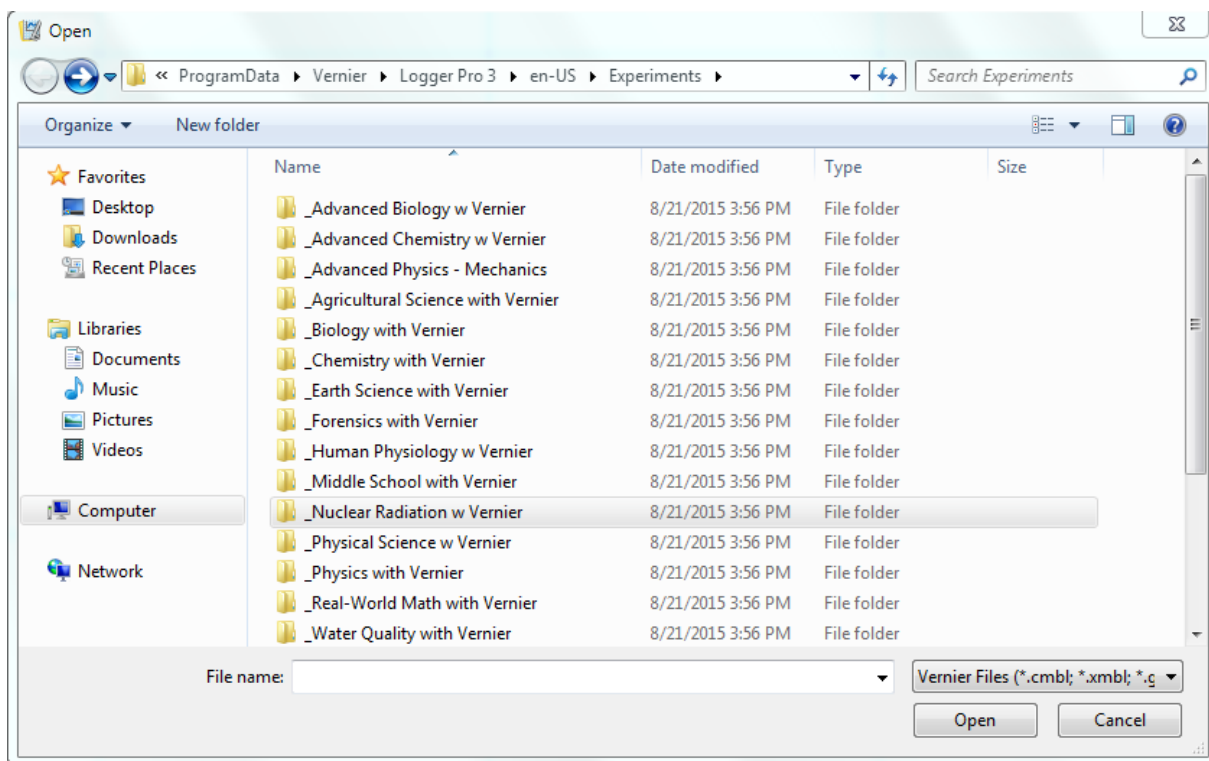 Open
« ProgramData ▸ Vernier ▸ Logger Pro 3 ▸ en-US ▸ Experiments ▸
Search Experiments
Organize ▾ New folder
Favorites
Desktop
Downloads
Recent Places
Libraries
Documents
Music
Pictures
Videos
Computer
Network
Name Date modified Type Size
_Advanced Biology w Vernier 8/21/2015 3:56 PM File folder
_Advanced Chemistry w Vernier 8/21/2015 3:56 PM File folder
_Advanced Physics - Mechanics 8/21/2015 3:56 PM File folder
_Agricultural Science with Vernier 8/21/2015 3:56 PM File folder
_Biology with Vernier 8/21/2015 3:56 PM File folder
_Chemistry with Vernier 8/21/2015 3:56 PM File folder
_Earth Science with Vernier 8/21/2015 3:56 PM File folder
_Forensics with Vernier 8/21/2015 3:56 PM File folder
_Human Physiology w Vernier 8/21/2015 3:56 PM File folder
_Middle School with Vernier 8/21/2015 3:56 PM File folder
_Nuclear Radiation w Vernier 8/21/2015 3:56 PM File folder
_Physical Science w Vernier 8/21/2015 3:56 PM File folder
_Physics with Vernier 8/21/2015 3:56 PM File folder
_Real-World Math with Vernier 8/21/2015 3:56 PM File folder
_Water Quality with Vernier 8/21/2015 3:56 PM File folder
File name:
Vernier Files (*.cmbl; *.xmbl; *.g
Open Cancel